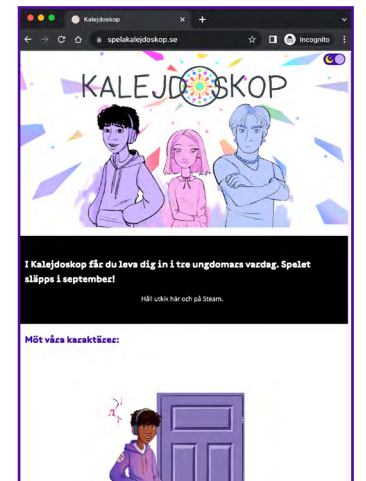 Kalejdoskop
spelakalejdoskop.se
Incognito
KALEJDOSKOP
I Kalejdoskop får du leva dig in i tre ungdomars vardag. Spelet
släpps i september!
Håll utkik här och på Steam.
Möt våra karaktärer: